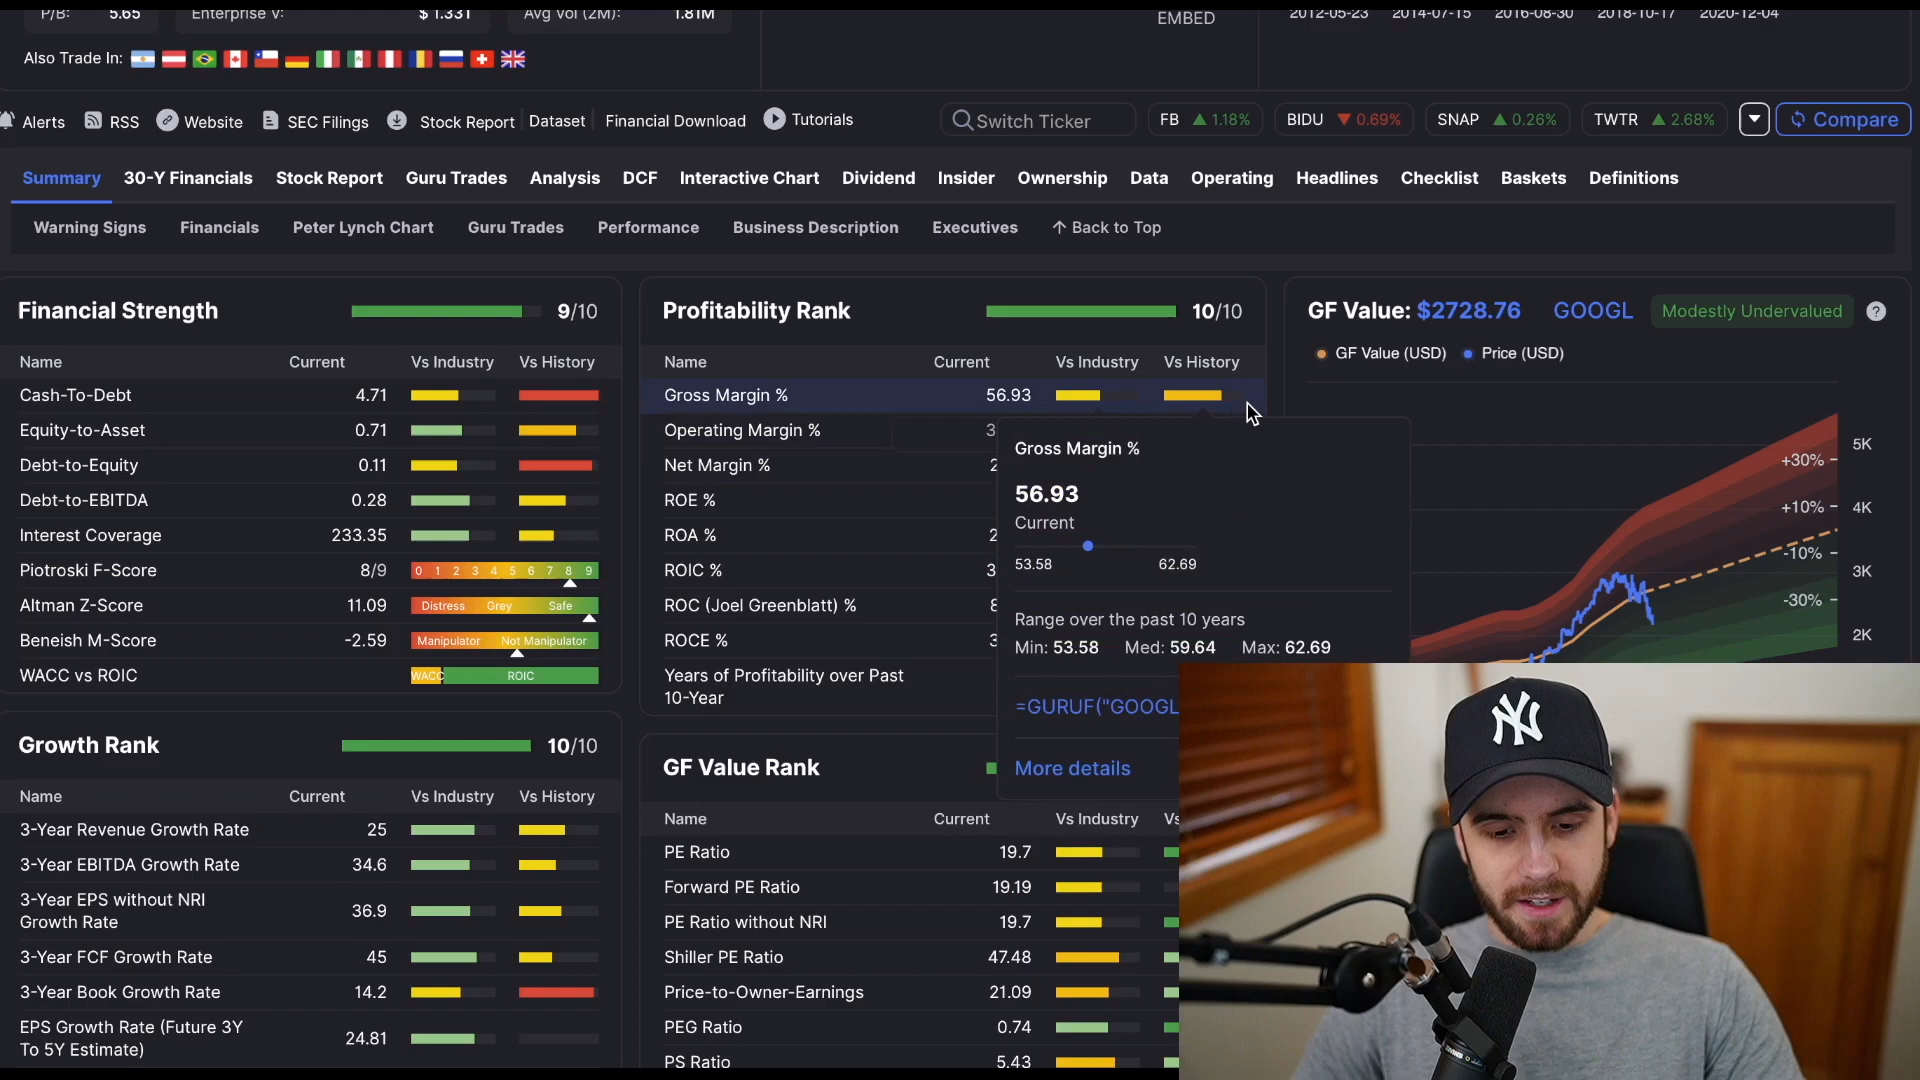 P/B: 5.65 Enterprise V: $ 1.33T Avg Vol (2M): 1.81M EMBED 2012-05-23 2014-07-15 2016-08-30 2018-10-17 2020-12-04
Also Trade In:
Alerts RSS Website SEC Filings Stock Report Dataset Financial Download Tutorials Switch Ticker FB 1.18% BIDU 0.69% SNAP 0.26% TWTR 2.68% Compare
Summary 30-Y Financials Stock Report Guru Trades Analysis DCF Interactive Chart Dividend Insider Ownership Data Operating Headlines Checklist Baskets Definitions
Warning Signs Financials Peter Lynch Chart Guru Trades Performance Business Description Executives ↑ Back to Top
Financial Strength 9/10
Name Current Vs Industry Vs History
Cash-To-Debt 4.71
Equity-to-Asset 0.71
Debt-to-Equity 0.11
Debt-to-EBITDA 0.28
Interest Coverage 233.35
Piotroski F-Score 8/9 0 1 2 3 4 5 6 7 8 9
Altman Z-Score 11.09 Distress Grey Safe
Beneish M-Score -2.59 Manipulator Not Manipulator
WACC vs ROIC WACC ROIC
Growth Rank 10/10
Name Current Vs Industry Vs History
3-Year Revenue Growth Rate 25
3-Year EBITDA Growth Rate 34.6
3-Year EPS without NRI
Growth Rate 36.9
3-Year FCF Growth Rate 45
3-Year Book Growth Rate 14.2
EPS Growth Rate (Future 3Y
To 5Y Estimate) 24.81
Profitability Rank 10/10
Name Current Vs Industry Vs History
Gross Margin % 56.93
Operating Margin % 3
Net Margin % 2
ROE %
ROA % 2
ROIC % 3
ROC (Joel Greenblatt) % 8
ROCE % 3
Years of Profitability over Past
10-Year
Gross Margin %
56.93
Current
53.58 62.69
Range over the past 10 years
Min: 53.58 Med: 59.64 Max: 62.69
=GURUF("GOOGL
More details
GF Value Rank
Name Current Vs Industry Vs
PE Ratio 19.7
Forward PE Ratio 19.19
PE Ratio without NRI 19.7
Shiller PE Ratio 47.48
Price-to-Owner-Earnings 21.09
PEG Ratio 0.74
PS Ratio 5.43
GF Value: $2728.76 GOOGL Modestly Undervalued ?
GF Value (USD) Price (USD)
5K
+30%
+10% 4K
-10%
3K
-30%
2K
NY